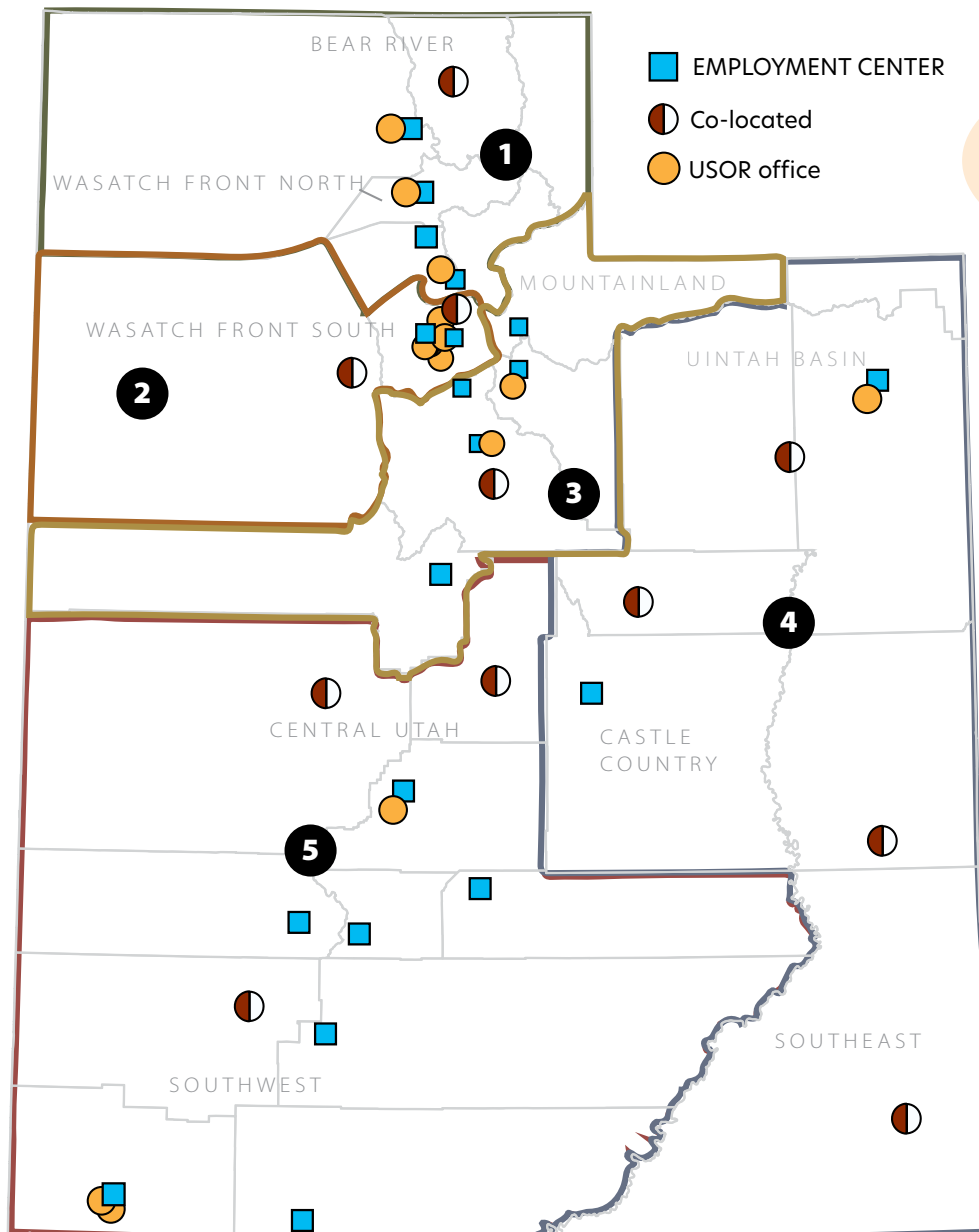 BEAR RIVER
EMPLOYMENT CENTER
Co-located
1
USOR office
WASATCH FRONT NORTH
MOUNTAINLAND
WASATCH FRONT SOUTH
UINTAH BASIN
2
3
4
CENTRAL UTAH
CASTLE
COUNTRY
5
SOUTHEAST
SOUTHWEST